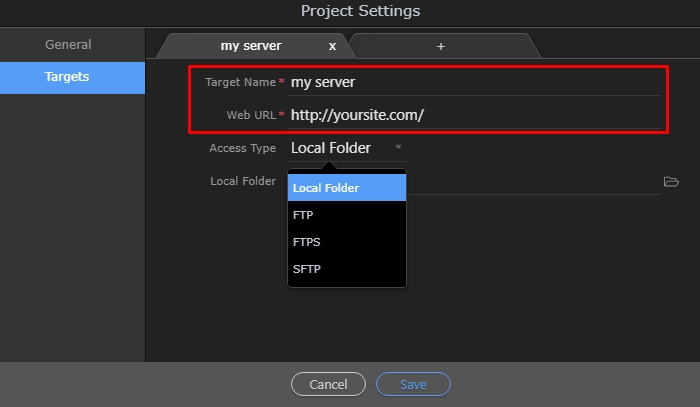 Project Settings
General
Targets
my server x +
Target Name * my server
Web URL * http://yoursite.com/
Access Type Local Folder
Local Folder
Local Folder
FTP
FTPS
SFTP
Cancel Save